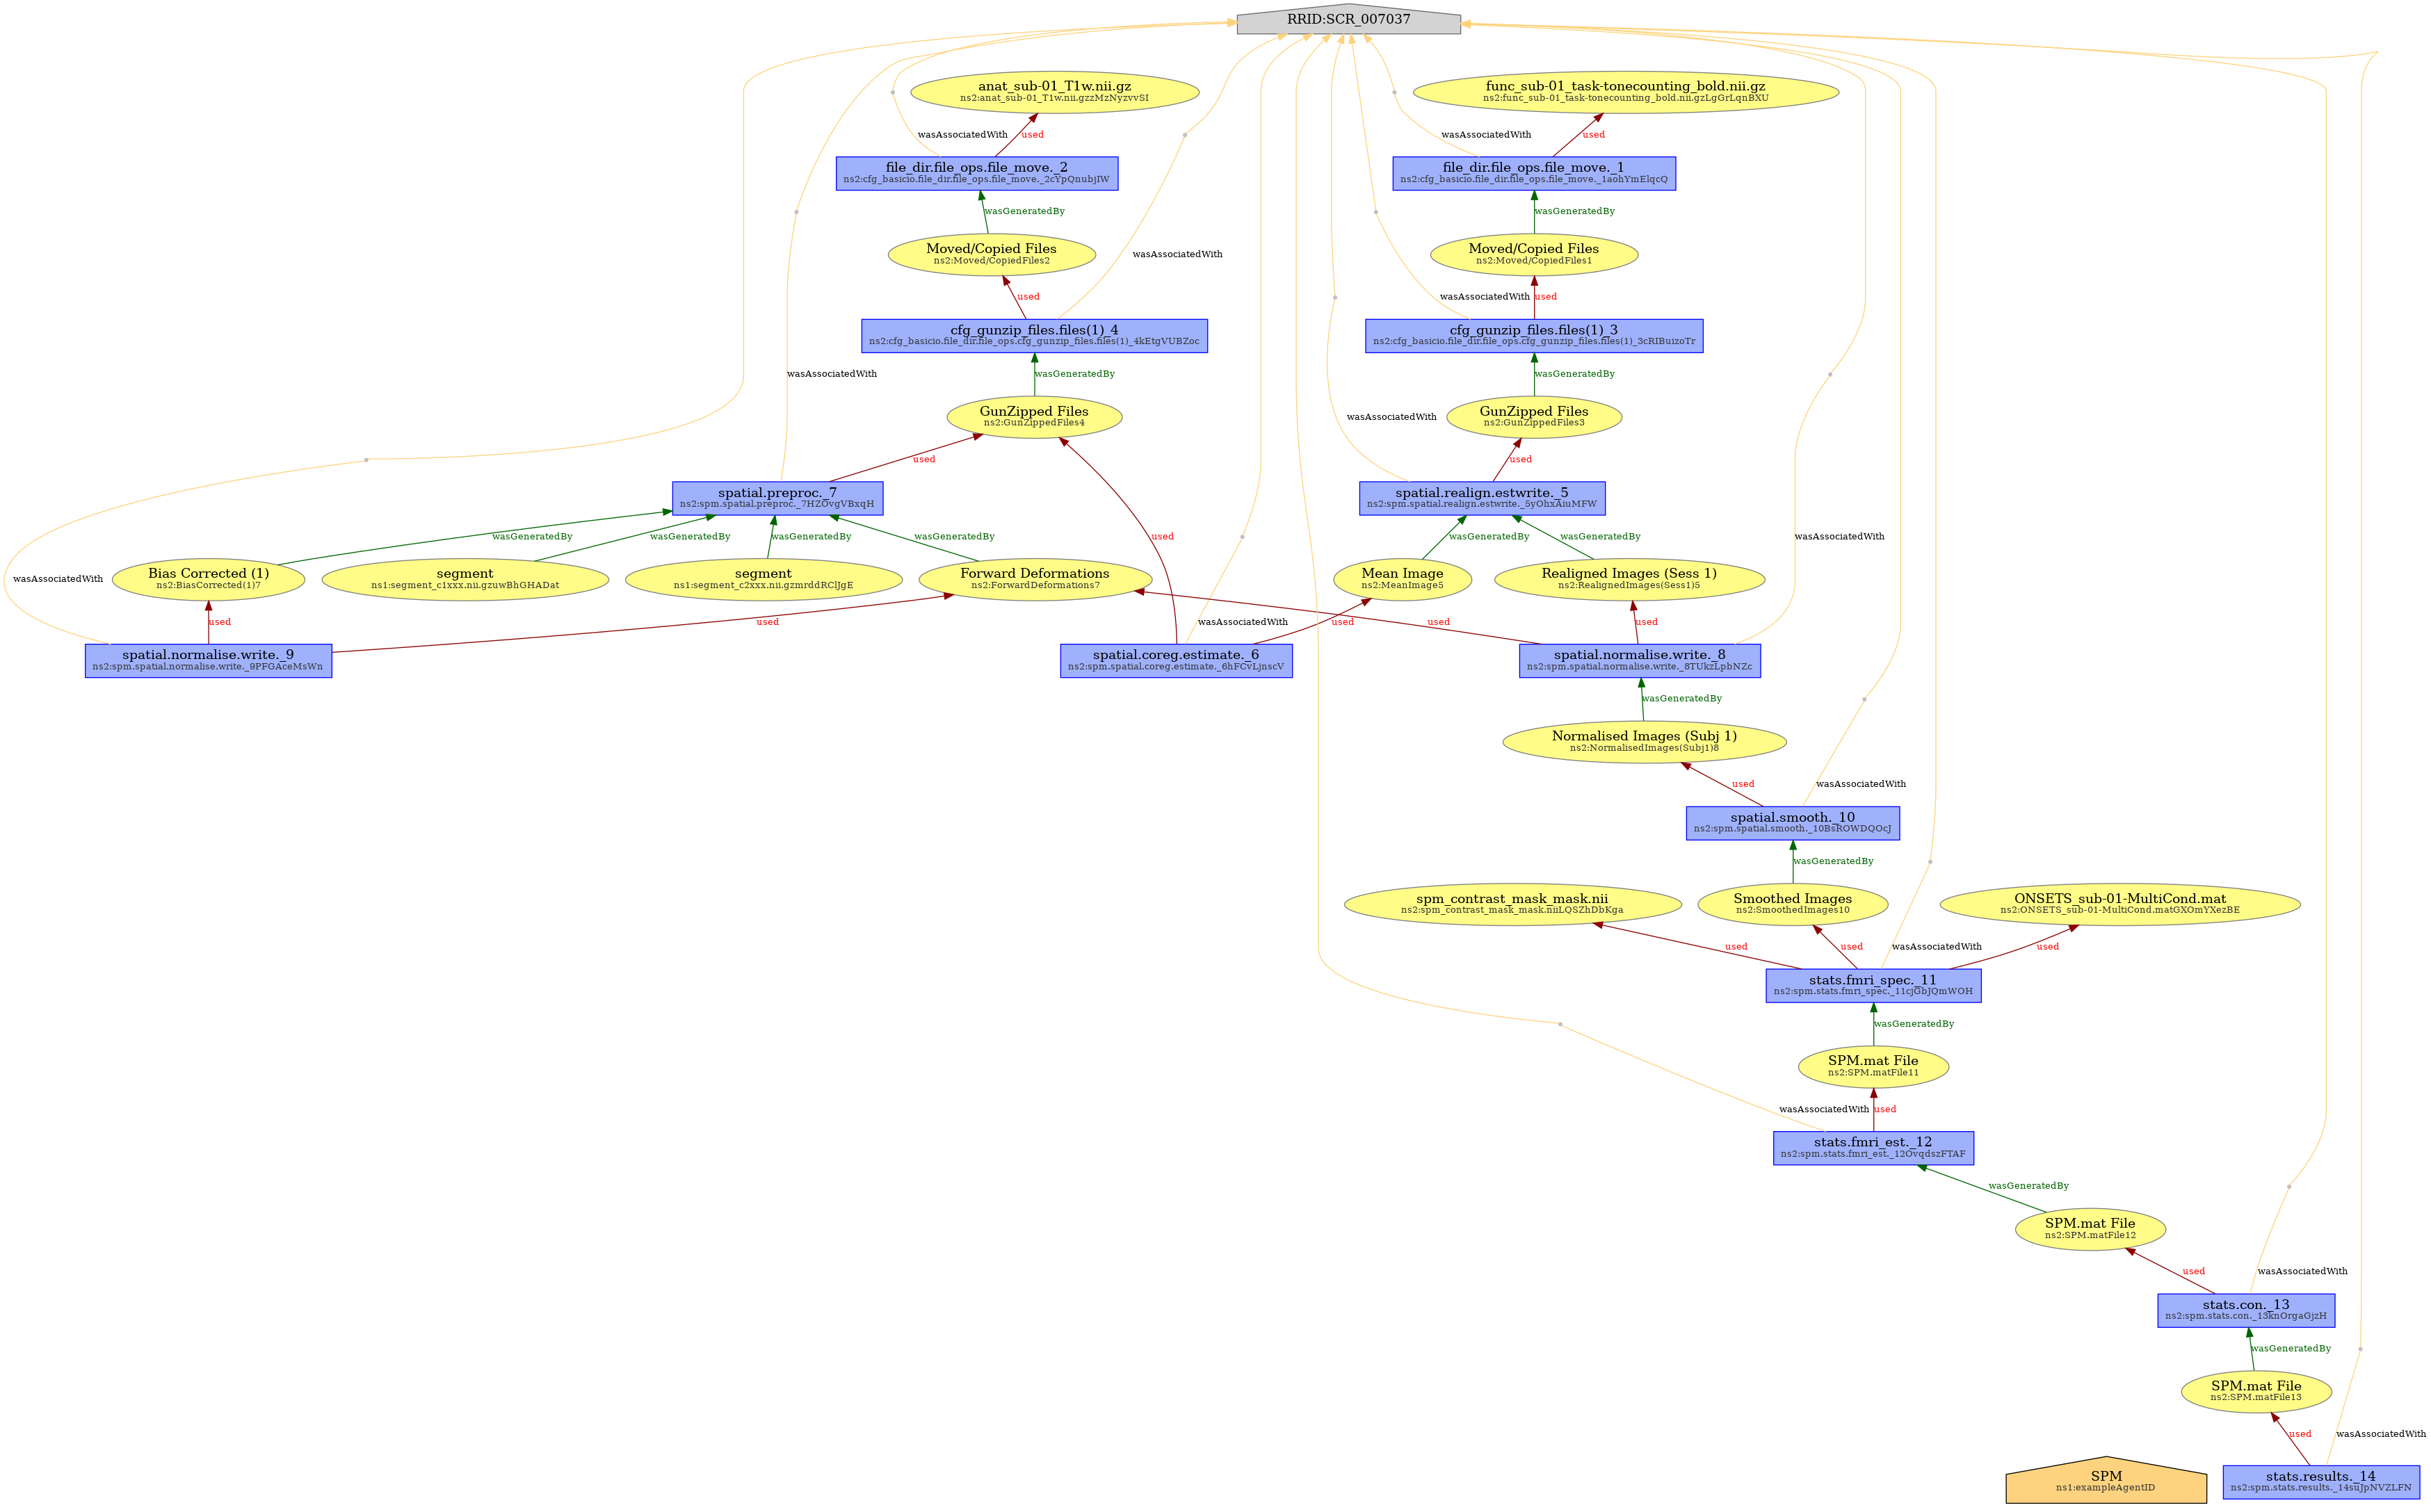 RRID:SCR_007037
anat_sub-01_T1w.nii.gz
ns2:anat_sub-01_T1w.nii.gzzMzNyzvvSI
func_sub-01_task-tonecounting_bold.nii.gz
ns2:func_sub-01_task-tonecounting_bold.nii.gzLgGrLqnBXU
wasAssociatedWith
used
wasAssociatedWith
used
file_dir.file_ops.file_move._2
ns2:cfg_basicio.file_dir.file_ops.file_move._2cYpQnubjIW
file_dir.file_ops.file_move._1
ns2:cfg_basicio.file_dir.file_ops.file_move._1aohYmElqcQ
wasGeneratedBy
wasGeneratedBy
Moved/Copied Files
ns2:Moved/CopiedFiles2
wasAssociatedWith
Moved/Copied Files
ns2:Moved/CopiedFiles1
used
wasAssociatedWith
used
cfg_gunzip_files.files(1)_4
ns2:cfg_basicio.file_dir.file_ops.cfg_gunzip_files.files(1)_4kEtgVUBZoc
cfg_gunzip_files.files(1)_3
ns2:cfg_basicio.file_dir.file_ops.cfg_gunzip_files.files(1)_3cRIBuizoTr
wasAssociatedWith
wasGeneratedBy
wasGeneratedBy
GunZipped Files
ns2:GunZippedFiles4
wasAssociatedWith
GunZipped Files
ns2:GunZippedFiles3
used
used
spatial.preproc._7
ns2:spm.spatial.preproc._7HZOvgVBxqH
spatial.realign.estwrite._5
ns2:spm.spatial.realign.estwrite._5yOhxAiuMFW
wasGeneratedBy
wasGeneratedBy
wasGeneratedBy
wasGeneratedBy
used
wasGeneratedBy
wasGeneratedBy
wasAssociatedWith
wasAssociatedWith
Bias Corrected (1)
ns2:BiasCorrected(1)7
segment
ns1:segment_c1xxx.nii.gzuwBhGHADat
segment
ns1:segment_c2xxx.nii.gzmrddRClJgE
Forward Deformations
ns2:ForwardDeformations7
Mean Image
ns2:MeanImage5
Realigned Images (Sess 1)
ns2:RealignedImages(Sess1)5
used
used
wasAssociatedWith
used
used
used
spatial.normalise.write._9
ns2:spm.spatial.normalise.write._9PFGAceMsWn
spatial.coreg.estimate._6
ns2:spm.spatial.coreg.estimate._6hFCvLjnscV
spatial.normalise.write._8
ns2:spm.spatial.normalise.write._8TUkzLpbNZc
wasGeneratedBy
Normalised Images (Subj 1)
ns2:NormalisedImages(Subj1)8
used
wasAssociatedWith
spatial.smooth._10
ns2:spm.spatial.smooth._10BsROWDQOcJ
wasGeneratedBy
spm_contrast_mask_mask.nii
ns2:spm_contrast_mask_mask.niiLQSZhDbKga
Smoothed Images
ns2:SmoothedImages10
ONSETS_sub-01-MultiCond.mat
ns2:ONSETS_sub-01-MultiCond.matGXOmYXezBE
used
used
wasAssociatedWith
used
stats.fmri_spec._11
ns2:spm.stats.fmri_spec._11cjGbJQmWOH
wasGeneratedBy
SPM.mat File
ns2:SPM.matFile11
wasAssociatedWith
used
stats.fmri_est._12
ns2:spm.stats.fmri_est._12OvqdszFTAF
wasGeneratedBy
SPM.mat File
ns2:SPM.matFile12
used
wasAssociatedWith
stats.con._13
ns2:spm.stats.con._13knOrgaGjzH
wasGeneratedBy
SPM.mat File
ns2:SPM.matFile13
used
wasAssociatedWith
SPM
ns1:exampleAgentID
stats.results._14
ns2:spm.stats.results._14suJpNVZLFN